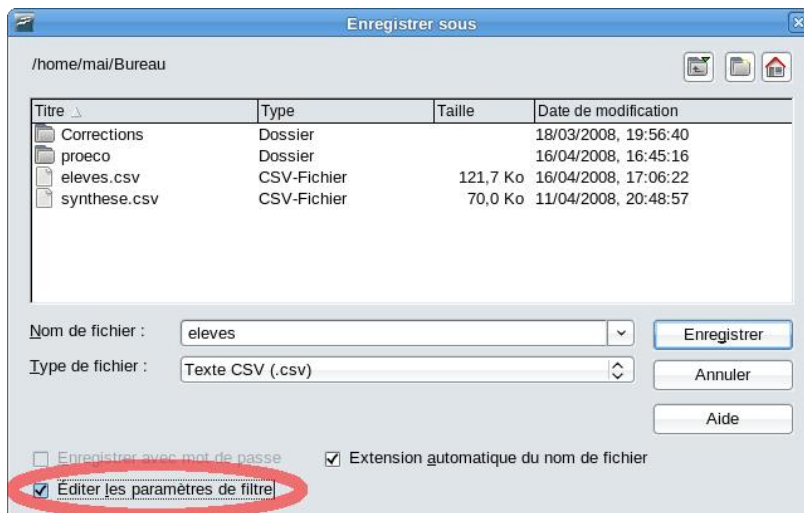 Enregistrer sous
/home/mai/Bureau
Titre Type Taille Date de modification
Corrections Dossier 18/03/2008, 19:56:40
proeco Dossier 16/04/2008, 16:45:16
eleves.csv CSV-Fichier 121,7 Ko 16/04/2008, 17:06:22
synthese.csv CSV-Fichier 70,0 Ko 11/04/2008, 20:48:57
Nom de fichier : eleves Enregistrer
Type de fichier : Texte CSV (.csv) Annuler
Aide
Enregistrer avec mot de passe Extension automatique du nom de fichier
Éditer les paramètres de filtre